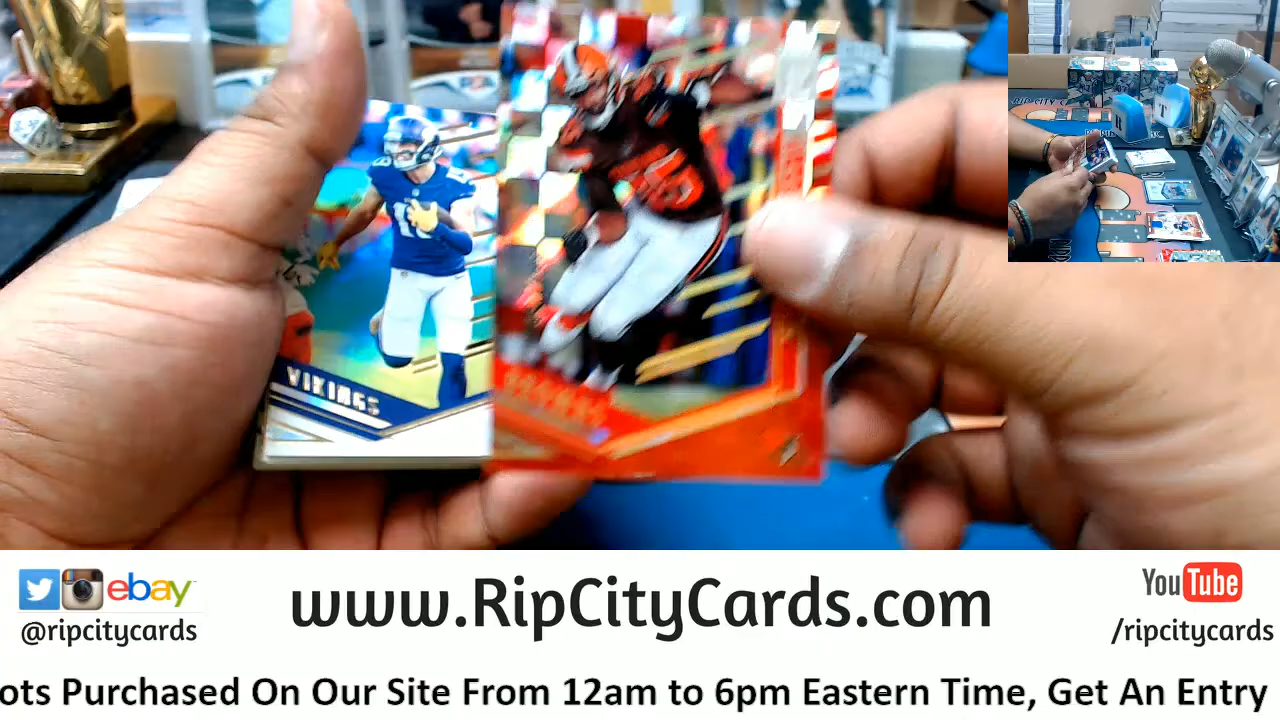 VIKINGS
ebay
@ripcitycards
www.RipCityCards.com
YouTube
/ripcitycards
ots Purchased On Our Site From 12am to 6pm Eastern Time, Get An Entry